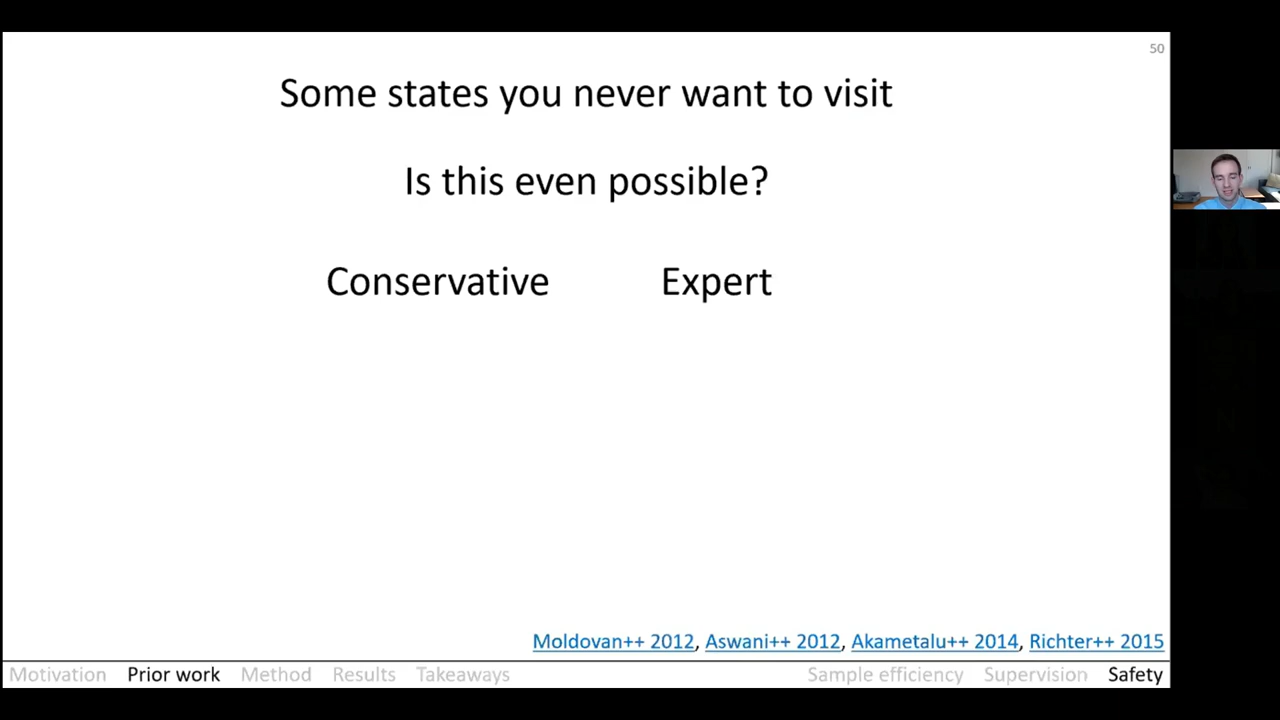 50
Some states you never want to visit
Is this even possible?
Conservative Expert
Moldovan++ 2012, Aswani++ 2012, Akametalu++ 2014, Richter++ 2015
Motivation Prior work Method Results Takeaways Sample efficiency Supervision Safety